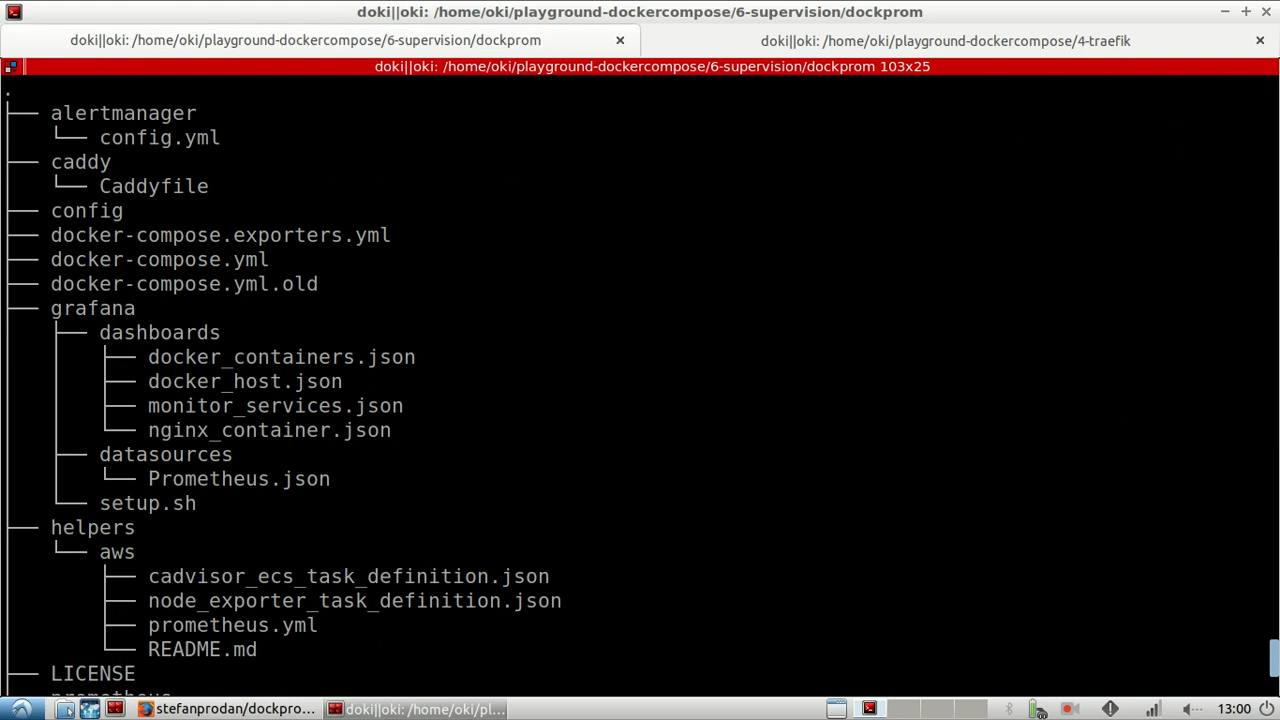 doki||oki: /home/oki/playground-dockercompose/6-supervision/dockprom
doki||oki: /home/oki/playground-dockercompose/6-supervision/dockprom
doki||oki: /home/oki/playground-dockercompose/4-traefik
doki||oki: /home/oki/playground-dockercompose/6-supervision/dockprom 103x25
.
├── alertmanager
│   └── config.yml
├── caddy
│   └── Caddyfile
├── config
├── docker-compose.exporters.yml
├── docker-compose.yml
├── docker-compose.yml.old
├── grafana
│   ├── dashboards
│   │   ├── docker_containers.json
│   │   ├── docker_host.json
│   │   ├── monitor_services.json
│   │   └── nginx_container.json
│   ├── datasources
│   │   └── Prometheus.json
│   └── setup.sh
├── helpers
│   └── aws
│       ├── cadvisor_ecs_task_definition.json
│       ├── node_exporter_task_definition.json
│       ├── prometheus.yml
│       └── README.md
├── LICENSE
├── prometheus
stefanprodan/dockpro...
doki||oki: /home/oki/pl...
13:00